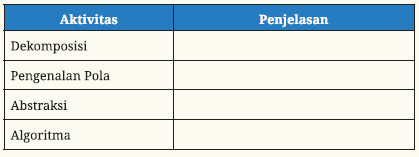 Aktivitas Penjelasan
Dekomposisi
Pengenalan Pola
Abstraksi
Algoritma